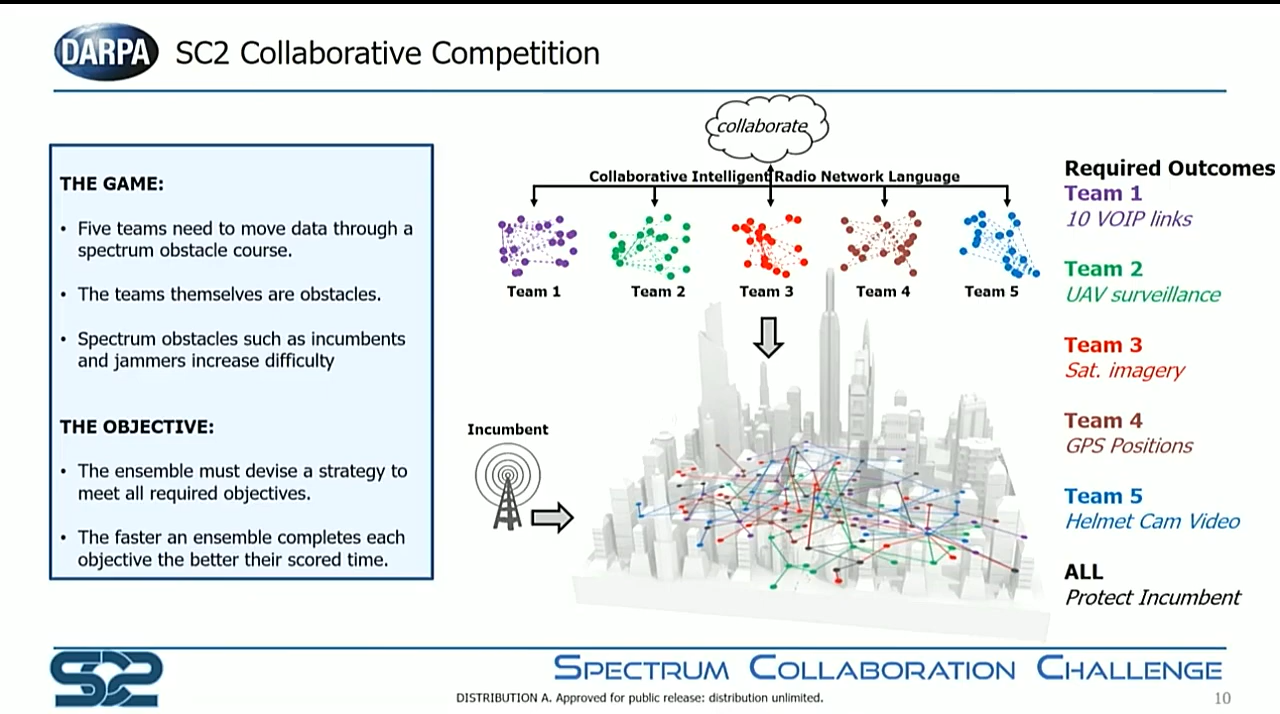 DARPA
SC2 Collaborative Competition
collaborate
Collaborative Intelligent Radio Network Language
THE GAME:
• Five teams need to move data through a
spectrum obstacle course.
• The teams themselves are obstacles.
• Spectrum obstacles such as incumbents
and jammers increase difficulty
THE OBJECTIVE:
• The ensemble must devise a strategy to
meet all required objectives.
• The faster an ensemble completes each
objective the better their scored time.
Team 1
Team 2
Team 3
Team 4
Team 5
Incumbent
Required Outcomes
Team 1
10 VOIP links
Team 2
UAV surveillance
Team 3
Sat. imagery
Team 4
GPS Positions
Team 5
Helmet Cam Video
ALL
Protect Incumbent
SC2
SPECTRUM COLLABORATION CHALLENGE
DISTRIBUTION A. Approved for public release: distribution unlimited.
10